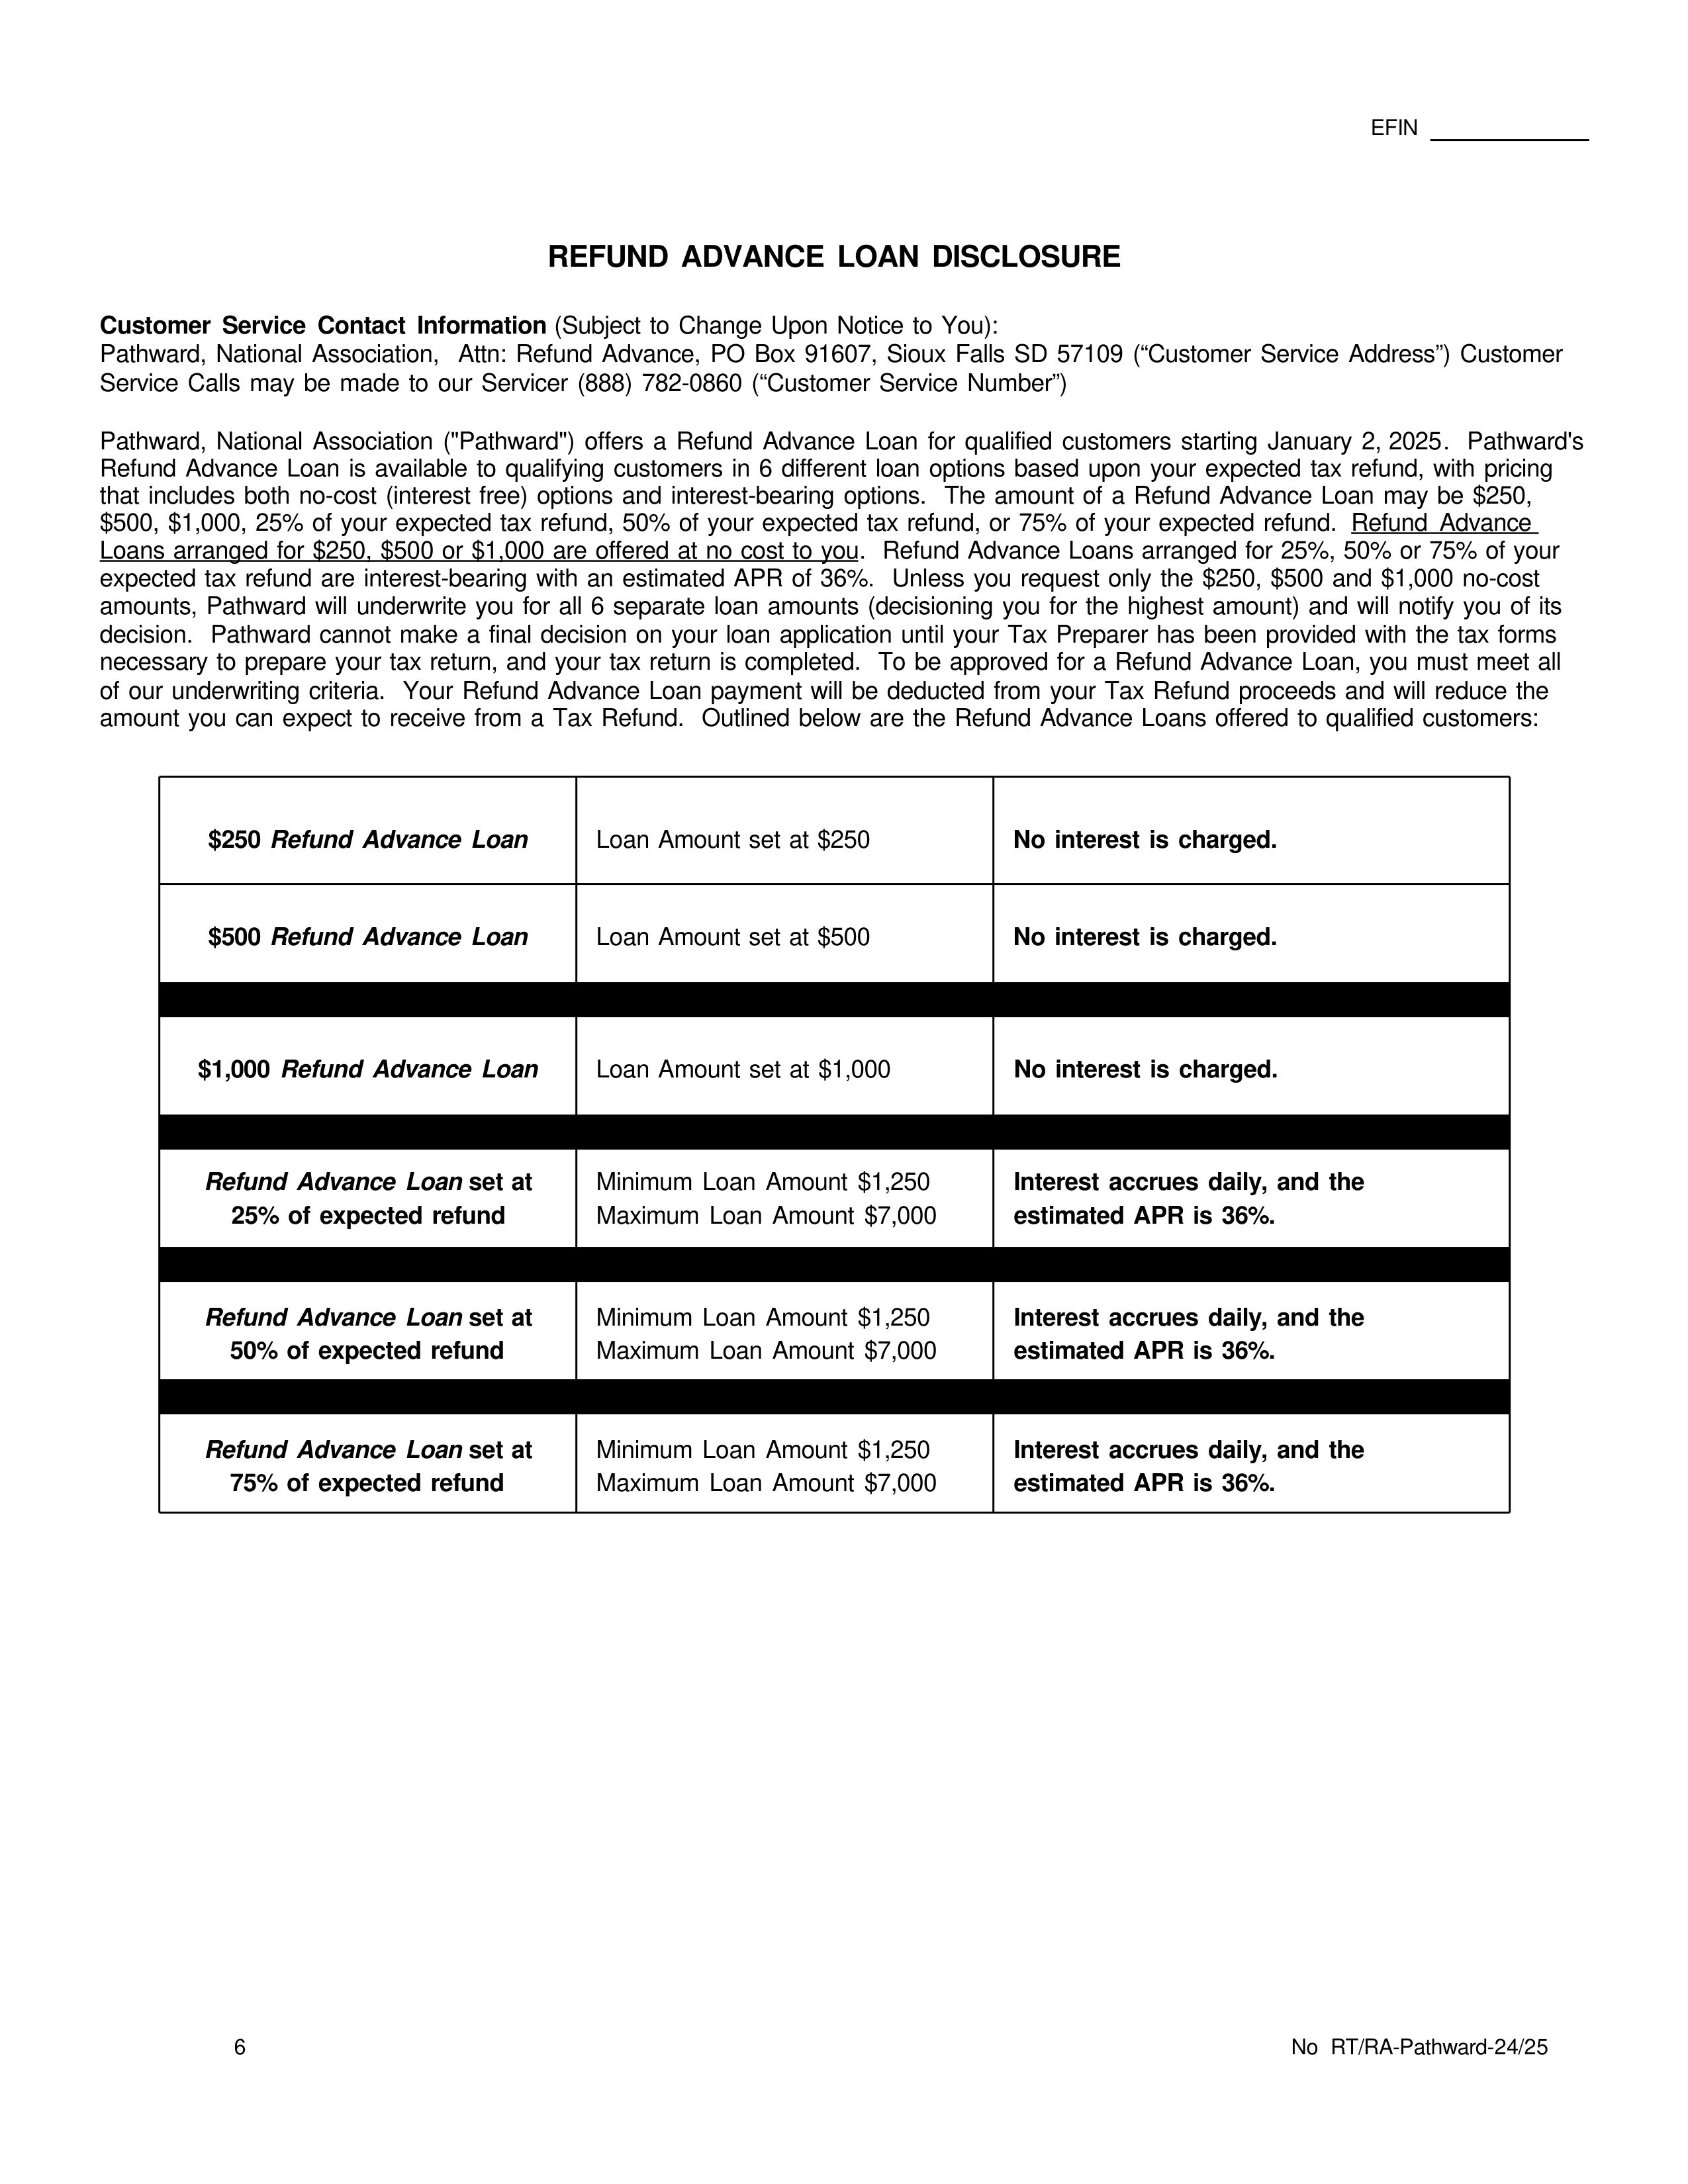 EFIN
REFUND ADVANCE LOAN DISCLOSURE
Customer Service Contact Information (Subject to Change Upon Notice to You):
Pathward, National Association, Attn: Refund Advance, PO Box 91607, Sioux Falls SD 57109 (“Customer Service Address”) Customer
Service Calls may be made to our Servicer (888) 782-0860 (“Customer Service Number”)
Pathward, National Association ("Pathward") offers a Refund Advance Loan for qualified customers starting January 2, 2025. Pathward's
Refund Advance Loan is available to qualifying customers in 6 different loan options based upon your expected tax refund, with pricing
that includes both no-cost (interest free) options and interest-bearing options. The amount of a Refund Advance Loan may be $250,
$500, $1,000, 25% of your expected tax refund, 50% of your expected tax refund, or 75% of your expected refund. Refund Advance
Loans arranged for $250, $500 or $1,000 are offered at no cost to you. Refund Advance Loans arranged for 25%, 50% or 75% of your
expected tax refund are interest-bearing with an estimated APR of 36%. Unless you request only the $250, $500 and $1,000 no-cost
amounts, Pathward will underwrite you for all 6 separate loan amounts (decisioning you for the highest amount) and will notify you of its
decision. Pathward cannot make a final decision on your loan application until your Tax Preparer has been provided with the tax forms
necessary to prepare your tax return, and your tax return is completed. To be approved for a Refund Advance Loan, you must meet all
of our underwriting criteria. Your Refund Advance Loan payment will be deducted from your Tax Refund proceeds and will reduce the
amount you can expect to receive from a Tax Refund. Outlined below are the Refund Advance Loans offered to qualified customers:
$250 Refund Advance Loan
Loan Amount set at $250
No interest is charged.
$500 Refund Advance Loan
Loan Amount set at $500
No interest is charged.
$1,000 Refund Advance Loan
Loan Amount set at $1,000
No interest is charged.
Refund Advance Loan set at
25% of expected refund
Minimum Loan Amount $1,250
Maximum Loan Amount $7,000
Interest accrues daily, and the
estimated APR is 36%.
Refund Advance Loan set at
50% of expected refund
Minimum Loan Amount $1,250
Maximum Loan Amount $7,000
Interest accrues daily, and the
estimated APR is 36%.
Refund Advance Loan set at
75% of expected refund
Minimum Loan Amount $1,250
Maximum Loan Amount $7,000
Interest accrues daily, and the
estimated APR is 36%.
6
No RT/RA-Pathward-24/25